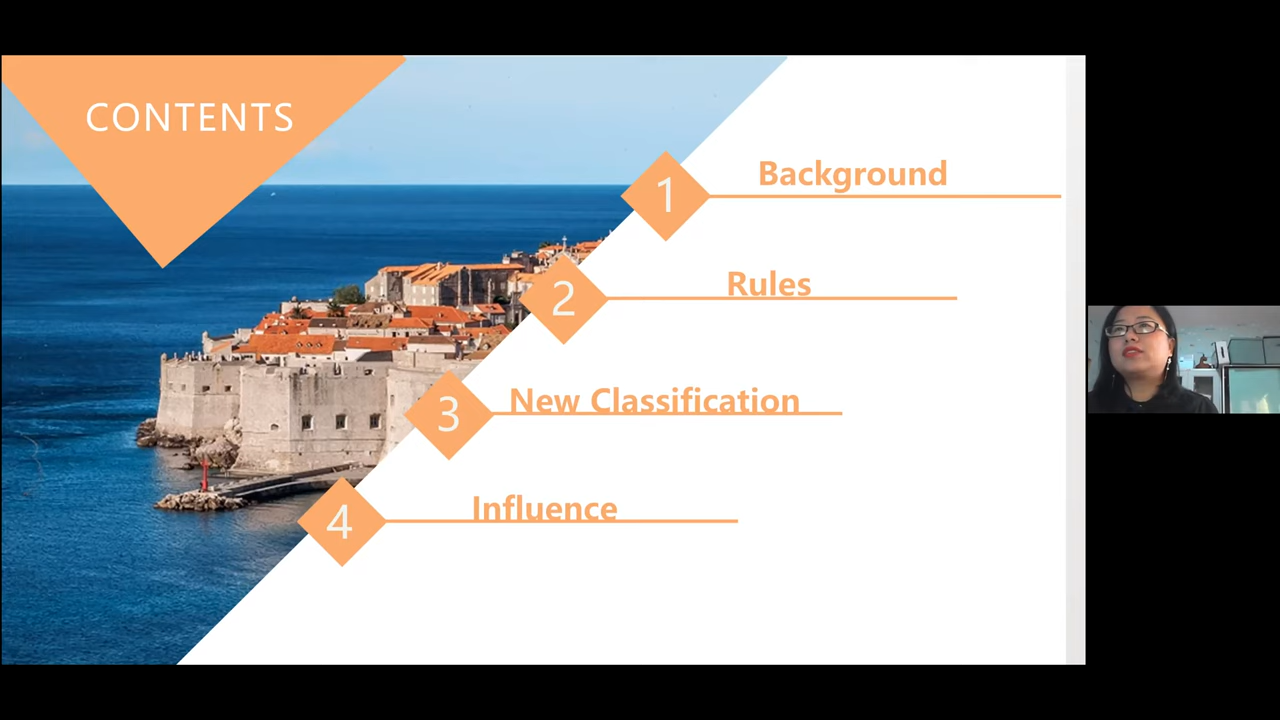 CONTENTS
1
Background
2
Rules
3
New Classification
4
Influence